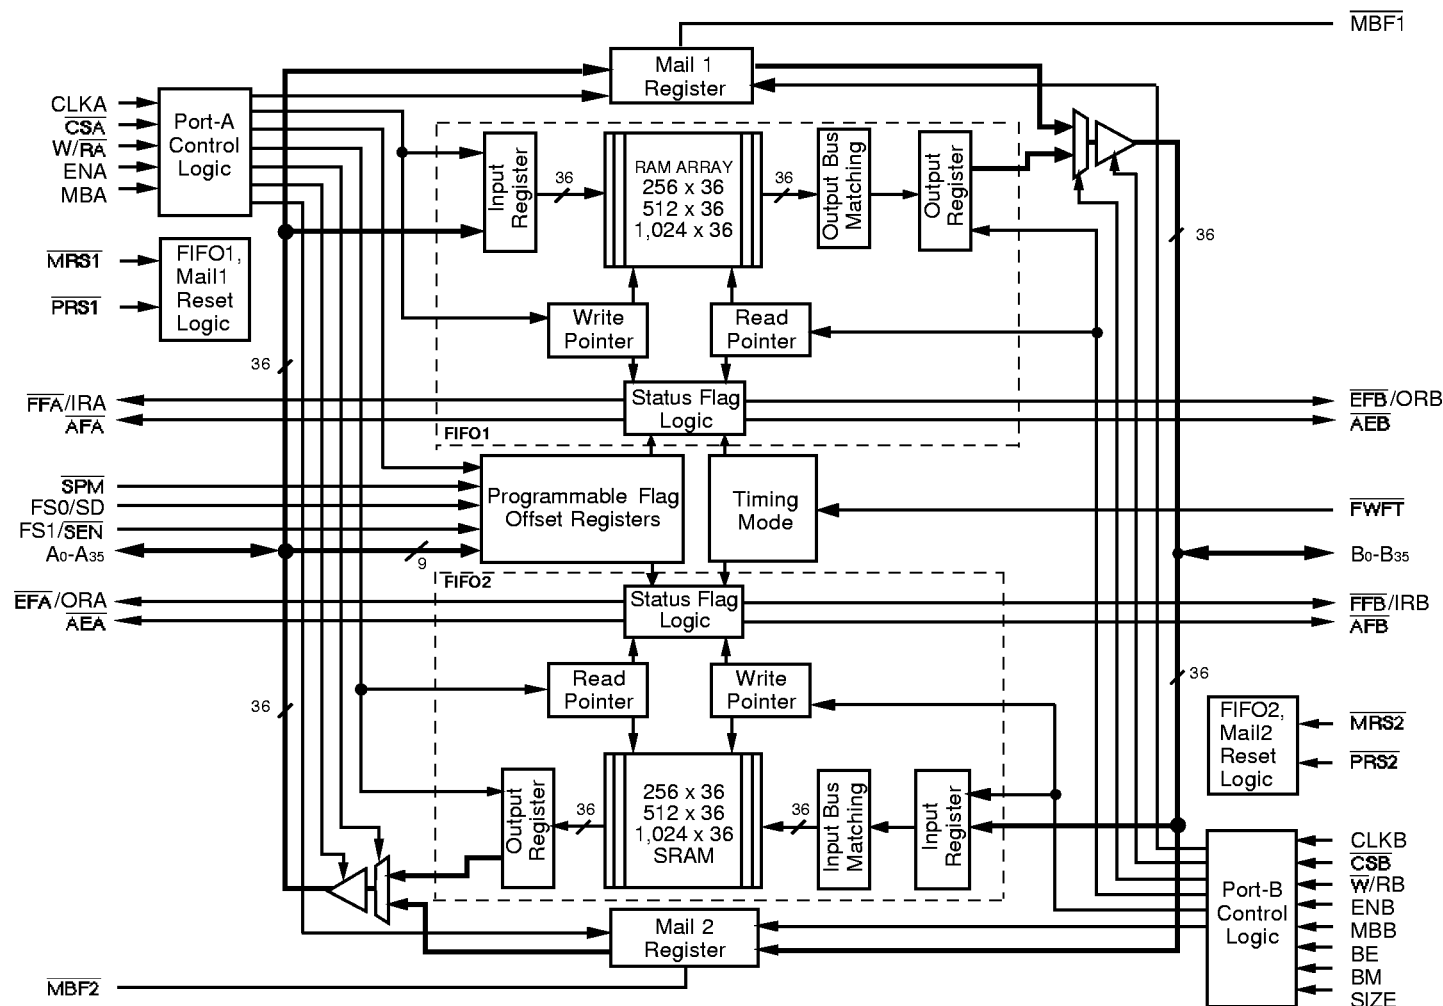 MBF1
Mail 1
Register
CLKA
CSA
W/RA
ENA
MBA
Port-A
Control
Logic
Input
Register
36
RAM ARRAY
256 x 36
512 x 36
1,024 x 36
36
Output Bus
Matching
Output
Register
36
MRS1
PRS1
FIFO1,
Mail1
Reset
Logic
Write
Pointer
Read
Pointer
36
FFA/IRA
AFA
Status Flag
Logic
FIFO1
EFB/ORB
AEB
SPM
FS0/SD
FS1/SEN
A0-A35
9
Programmable Flag
Offset Registers
Timing
Mode
FWFT
B0-B35
FIFO2
EFA/ORA
AEA
Status Flag
Logic
FFB/IRB
AFB
Read
Pointer
Write
Pointer
36
36
FIFO2,
Mail2
Reset
Logic
MRS2
PRS2
Output
Register
36
256 x 36
512 x 36
1,024 x 36
SRAM
36
Input Bus
Matching
Input
Register
Port-B
Control
Logic
CLKB
CSB
W/RB
ENB
MBB
BE
BM
SIZE
Mail 2
Register
MBF2